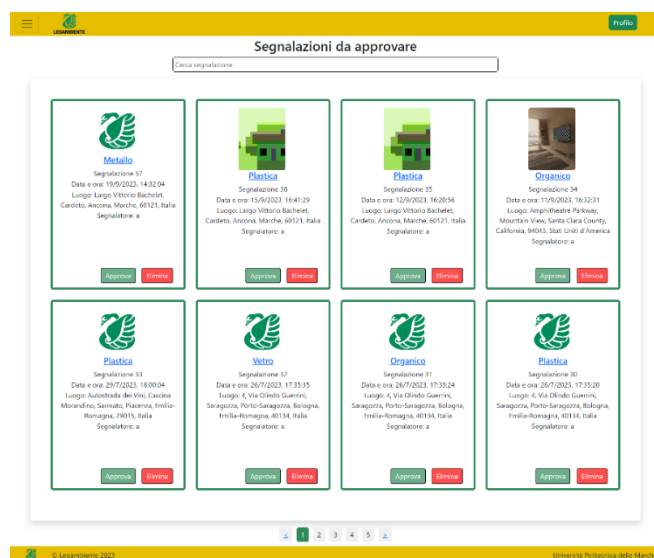 LEGAMBIENTE
Profilo
Segnalazioni da approvare
Cerca segnalazione
Metallo
Segnalazione 37
Data e ora: 19/9/2023, 14:32:04
Luogo: Largo Vittorio Bachelet,
Cardeto, Ancona, Marche, 60121, Italia
Segnalatore: a
Approva Elimina
Plastica
Segnalazione 36
Data e ora: 15/9/2023, 16:41:29
Luogo: Largo Vittorio Bachelet,
Cardeto, Ancona, Marche, 60121, Italia
Segnalatore: a
Approva Elimina
Plastica
Segnalazione 35
Data e ora: 12/9/2023, 16:20:56
Luogo: Largo Vittorio Bachelet,
Cardeto, Ancona, Marche, 60121, Italia
Segnalatore: a
Approva Elimina
Organico
Segnalazione 34
Data e ora: 11/9/2023, 16:32:31
Luogo: Amphitheatre Parkway,
Mountain View, Santa Clara County,
California, 94043, Stati Uniti d'America
Segnalatore: a
Approva Elimina
Plastica
Segnalazione 33
Data e ora: 29/7/2023, 18:00:04
Luogo: Autostrada dei Vini, Cascina
Morandino, Sarmato, Piacenza, Emilia-
Romagna, 29015, Italia
Segnalatore: a
Approva Elimina
Vetro
Segnalazione 32
Data e ora: 26/7/2023, 17:35:35
Luogo: 4, Via Olindo Guerrini,
Saragozza, Porto-Saragozza, Bologna,
Emilia-Romagna, 40134, Italia
Segnalatore: a
Approva Elimina
Organico
Segnalazione 31
Data e ora: 26/7/2023, 17:35:24
Luogo: 4, Via Olindo Guerrini,
Saragozza, Porto-Saragozza, Bologna,
Emilia-Romagna, 40134, Italia
Segnalatore: a
Approva Elimina
Plastica
Segnalazione 30
Data e ora: 26/7/2023, 17:35:20
Luogo: 4, Via Olindo Guerrini,
Saragozza, Porto-Saragozza, Bologna,
Emilia-Romagna, 40134, Italia
Segnalatore: a
Approva Elimina
< 1 2 3 4 5 >
© Legambiente 2023
Università Politecnica delle March